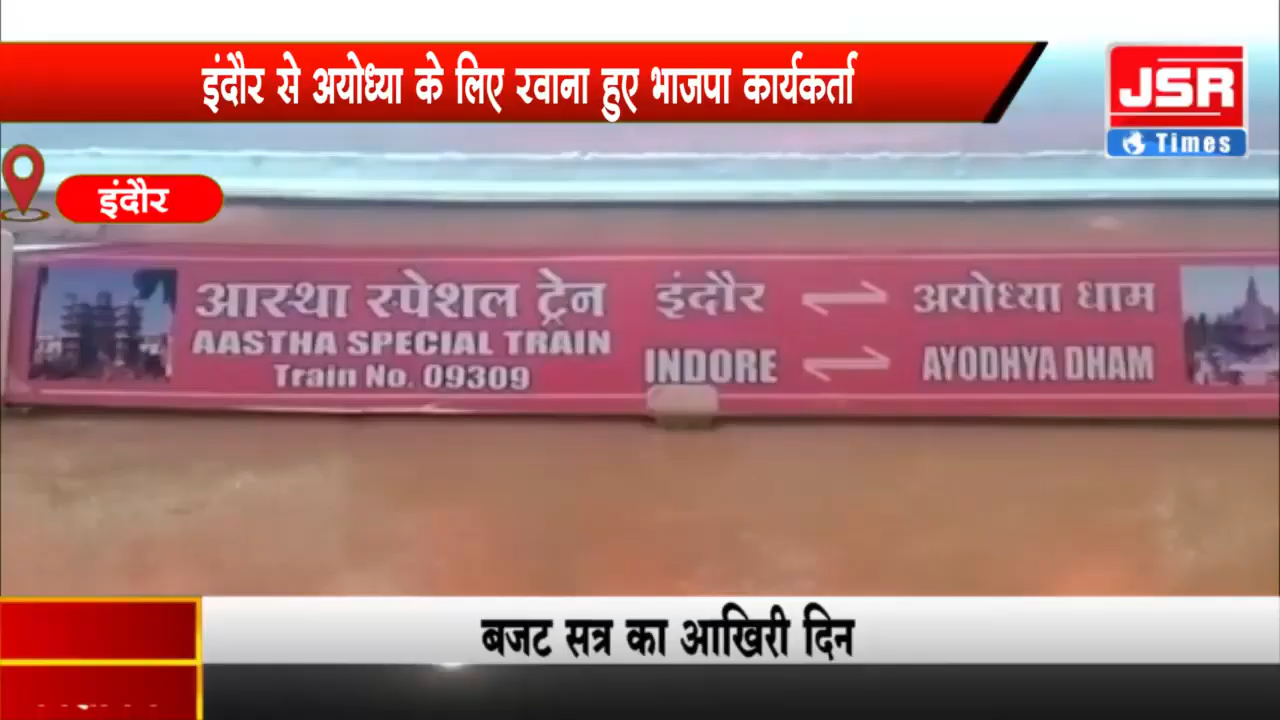 इंदौर से अयोध्या के लिए रवाना हुए भाजपा कार्यकर्ता
JSR
Times
इंदौर
आस्था स्पेशल ट्रेन इंदौर ⇌ अयोध्या धाम
AASTHA SPECIAL TRAIN INDORE ⇌ AYODHYA DHAM
Train No. 09309
बजट सत्र का आखिरी दिन